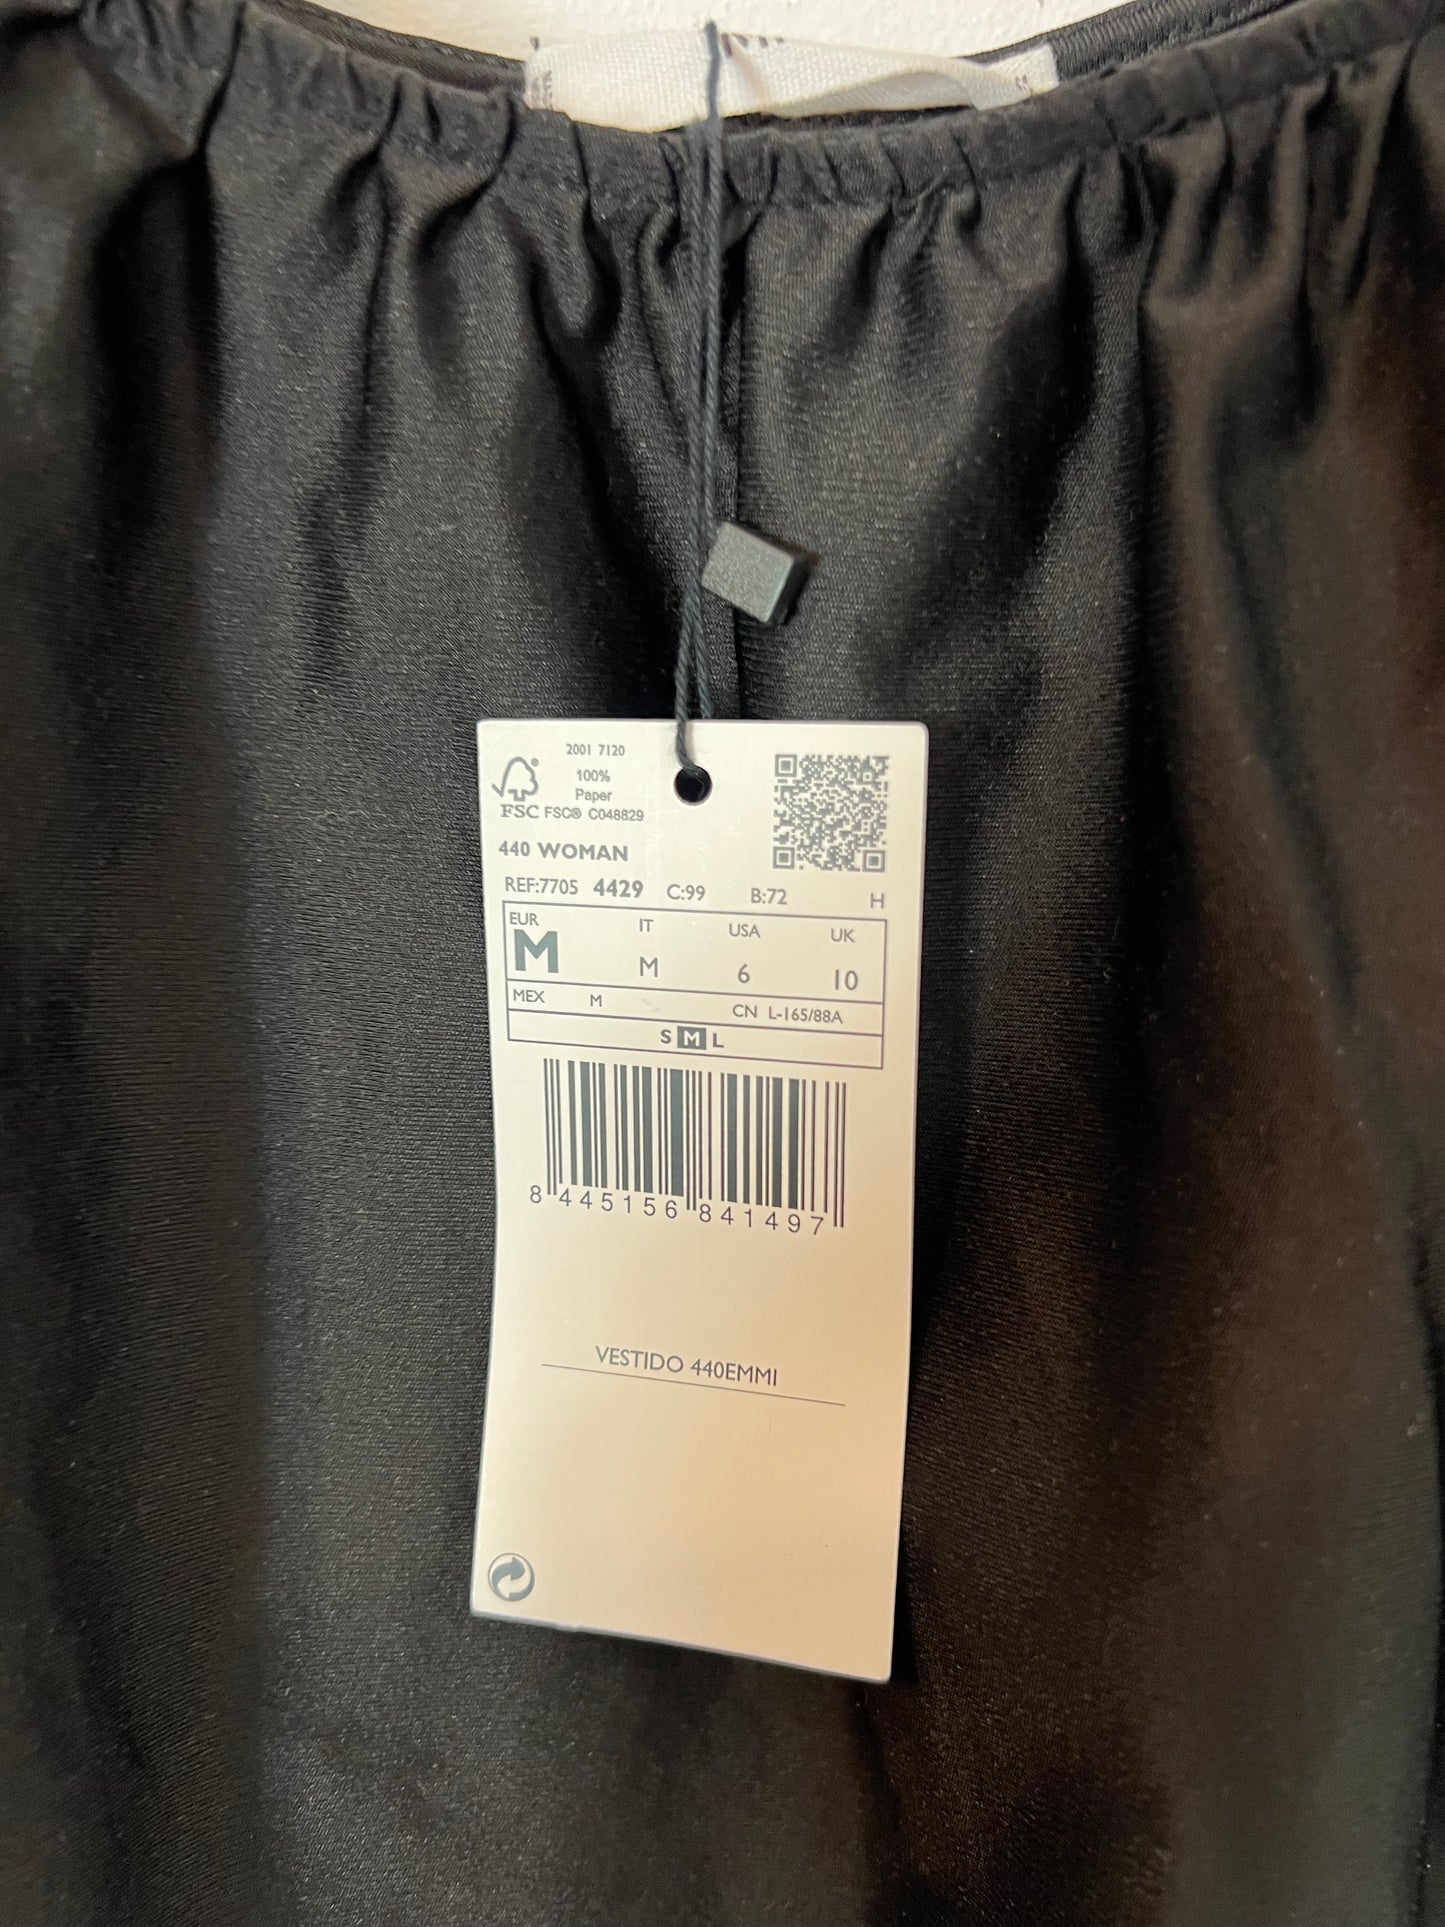 2001 7120
100%
Paper
FSC FSC® C048829
440 WOMAN
REF:7705 4429 C:99 B:72 H
EUR IT USA UK
M M 6 10
MEX M CN L-165/88A
S M L
8 445156 841497
VESTIDO 440EMMI